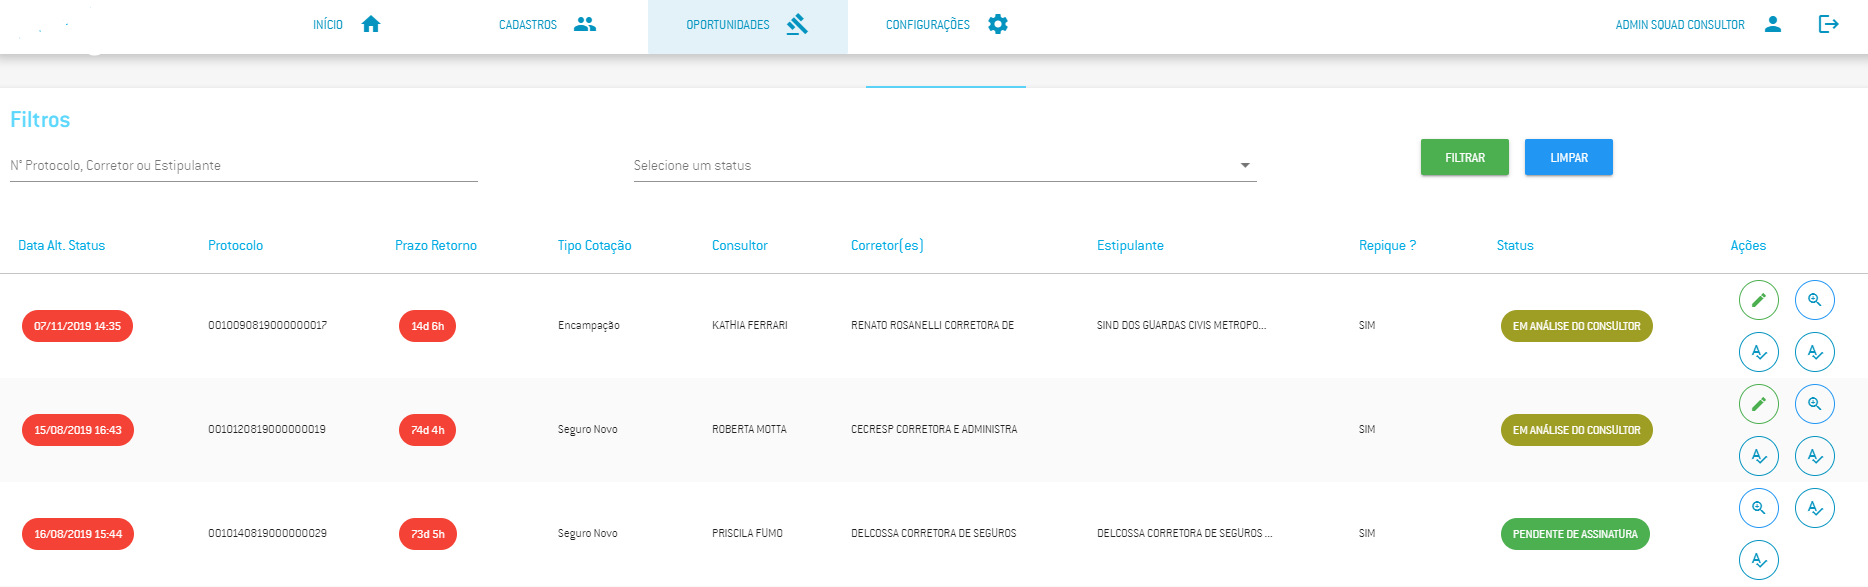 INÍCIO CADASTROS OPORTUNIDADES CONFIGURAÇÕES ADMIN SQUAD CONSULTOR
Filtros
N° Protocolo, Corretor ou Estipulante Selecione um status FILTRAR LIMPAR
Data Alt. Status Protocolo Prazo Retorno Tipo Cotação Consultor Corretor(es) Estipulante Repique ? Status Ações
07/11/2019 14:35 0010090819000000017 14d 6h Encampação KATHIA FERRARI RENATO ROSANELLI CORRETORA DE SIND DOS GUARDAS CIVIS METROPO... SIM EM ANÁLISE DO CONSULTOR
15/08/2019 16:43 0010120819000000019 74d 4h Seguro Novo ROBERTA MOTTA CECRESP CORRETORA E ADMINISTRA SIM EM ANÁLISE DO CONSULTOR
16/08/2019 15:44 0010140819000000029 73d 5h Seguro Novo PRISCILA FUMO DELCOSSA CORRETORA DE SEGUROS DELCOSSA CORRETORA DE SEGUROS ... SIM PENDENTE DE ASSINATURA